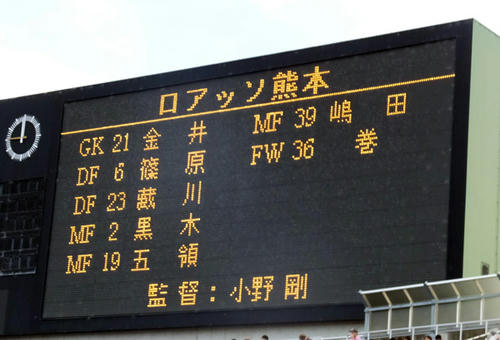 ロアッソ熊本
GK 21 金井
DF 6 篠原
DF 23 藏川
MF 2 黒木
MF 19 五領
MF 39 嶋田
FW 36 巻
監督：小野 剛